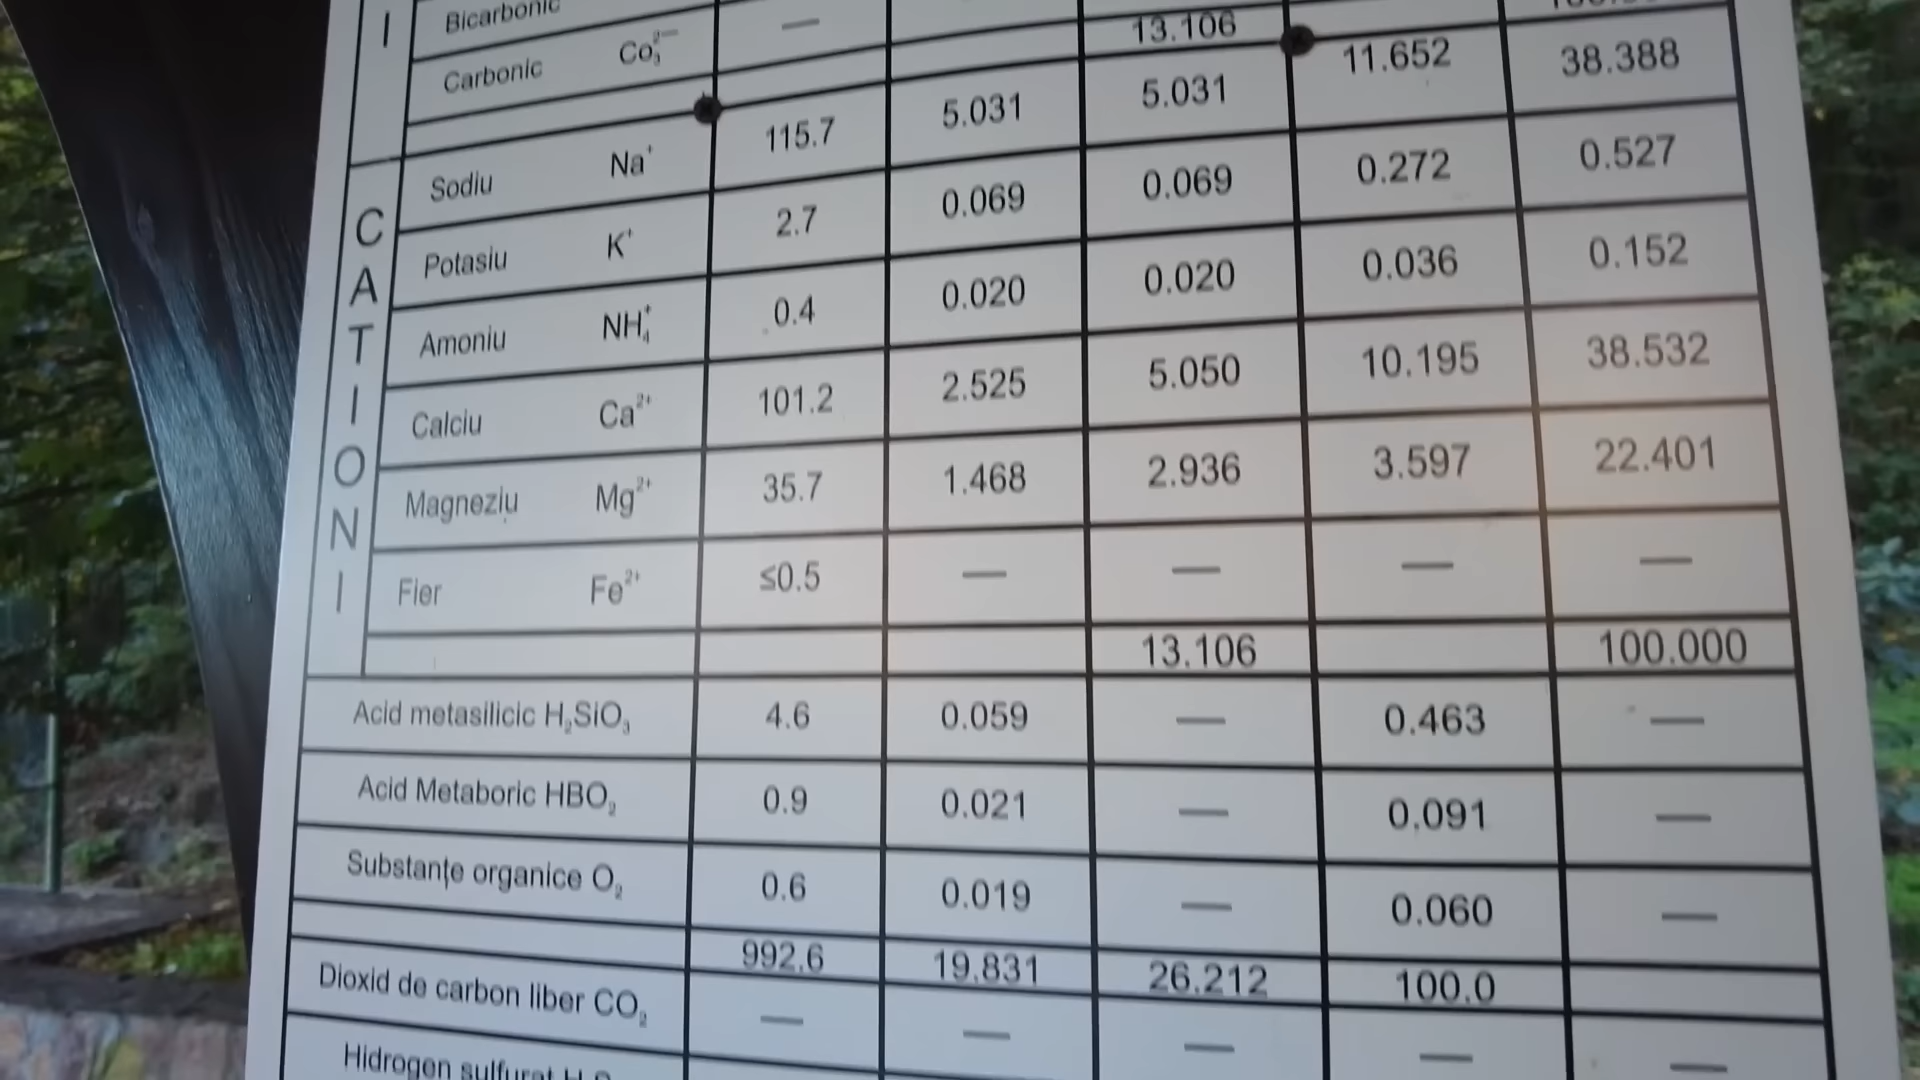 I
Bicarbonic
13.106
Carbonic Co₃²⁻ — 11.652 38.388
CATIONI
Sodiu Na⁺ 115.7 5.031 5.031
Potasiu K⁺ 2.7 0.069 0.069 0.272 0.527
Amoniu NH₄⁺ 0.4 0.020 0.020 0.036 0.152
Calciu Ca²⁺ 101.2 2.525 5.050 10.195 38.532
Magneziu Mg²⁺ 35.7 1.468 2.936 3.597 22.401
Fier Fe²⁺ ≤0.5 — — — —
13.106 100.000
Acid metasilicic H₂SiO₃ 4.6 0.059 — 0.463 —
Acid Metaboric HBO₂ 0.9 0.021 — 0.091 —
Substanțe organice O₂ 0.6 0.019 — 0.060 —
992.6 19.831 26.212 100.0
Dioxid de carbon liber CO₂ — — — — —
Hidrogen sulfurat